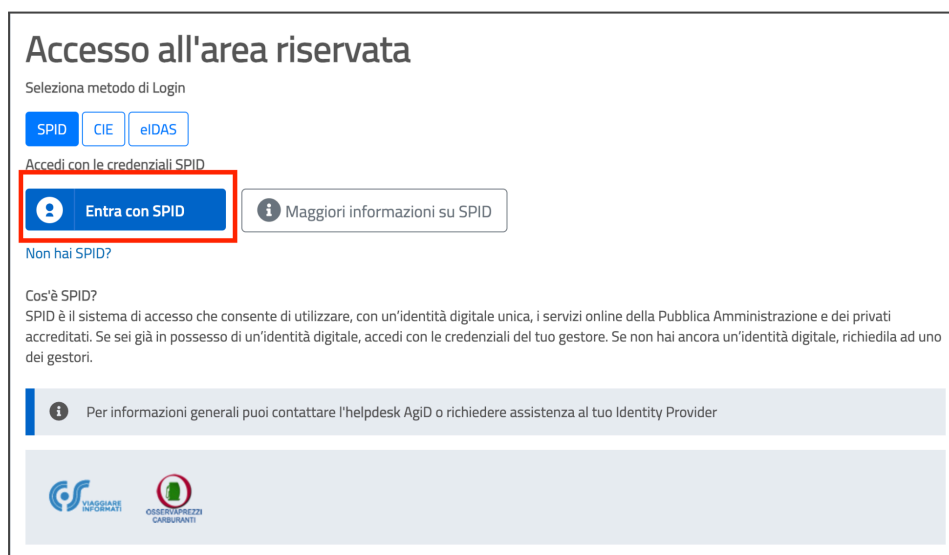 Accesso all'area riservata
Seleziona metodo di Login
SPID CIE eIDAS
Accedi con le credenziali SPID
Entra con SPID Maggiori informazioni su SPID
Non hai SPID?
Cos'è SPID?
SPID è il sistema di accesso che consente di utilizzare, con un'identità digitale unica, i servizi online della Pubblica Amministrazione e dei privati
accreditati. Se sei già in possesso di un'identità digitale, accedi con le credenziali del tuo gestore. Se non hai ancora un'identità digitale, richiedila ad uno
dei gestori.
Per informazioni generali puoi contattare l'helpdesk AgiD o richiedere assistenza al tuo Identity Provider
VIAGGIARE
INFORMATI
OSSERVAPREZZI
CARBURANTI